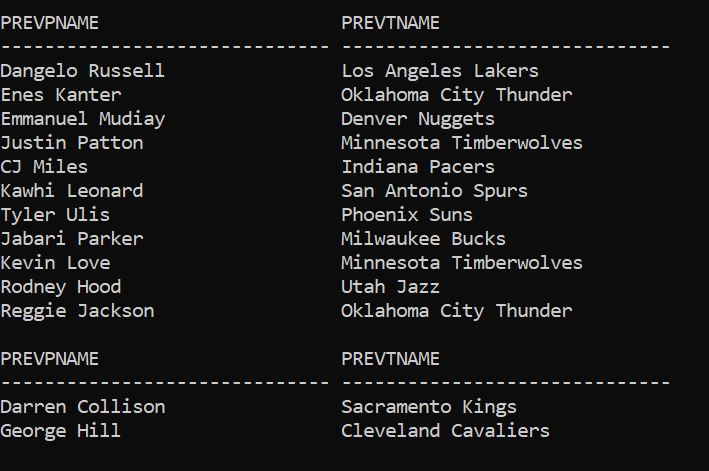 PREVPNAME                      PREVTNAME
------------------------------ ------------------------------
Dangelo Russell                Los Angeles Lakers
Enes Kanter                    Oklahoma City Thunder
Emmanuel Mudiay                Denver Nuggets
Justin Patton                  Minnesota Timberwolves
CJ Miles                       Indiana Pacers
Kawhi Leonard                  San Antonio Spurs
Tyler Ulis                     Phoenix Suns
Jabari Parker                  Milwaukee Bucks
Kevin Love                     Minnesota Timberwolves
Rodney Hood                    Utah Jazz
Reggie Jackson                 Oklahoma City Thunder

PREVPNAME                      PREVTNAME
------------------------------ ------------------------------
Darren Collison                Sacramento Kings
George Hill                    Cleveland Cavaliers